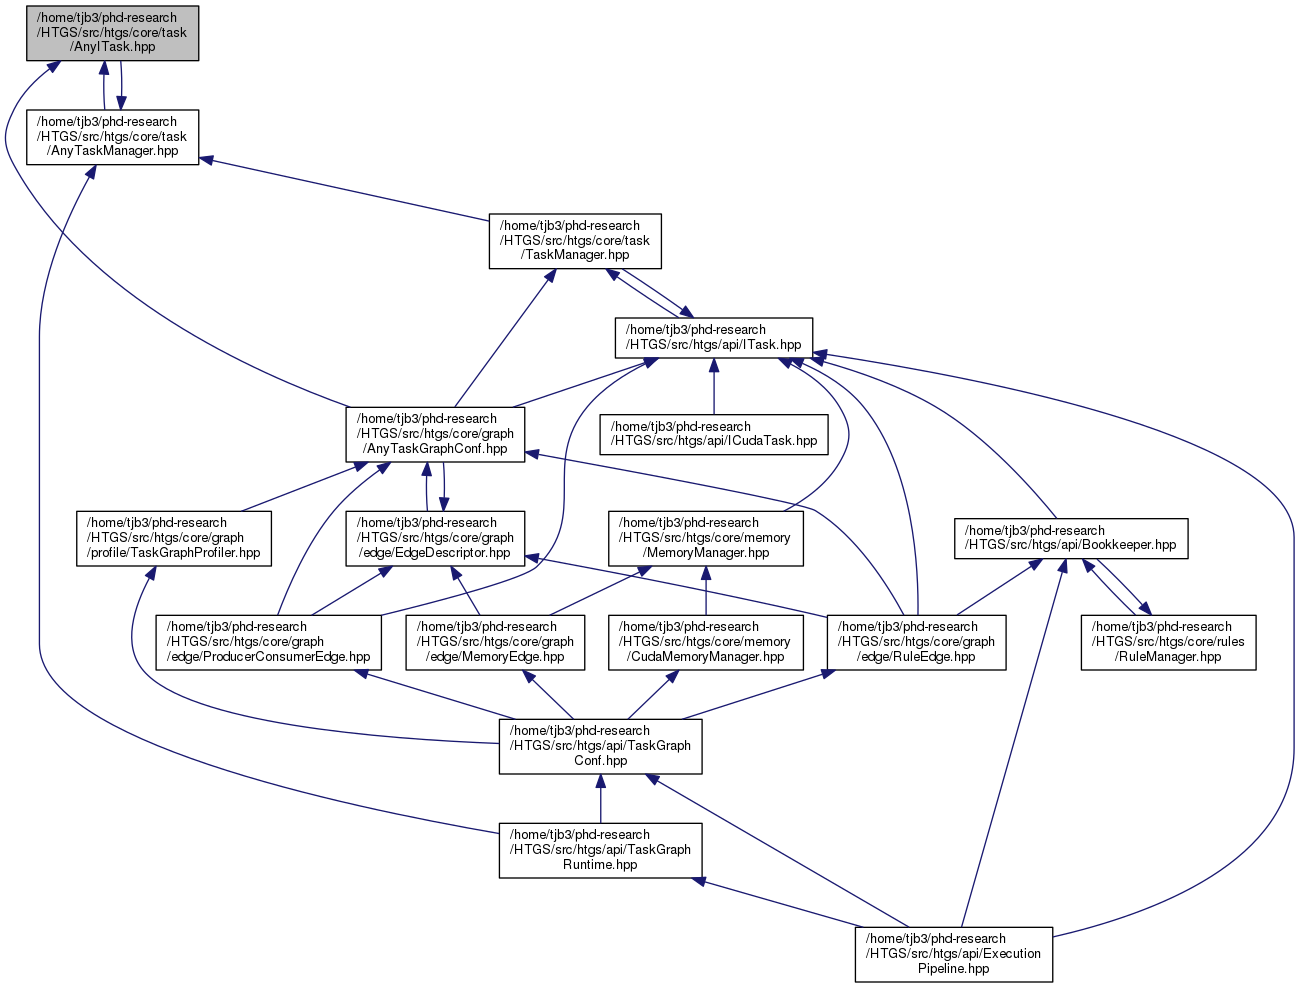 /home/tjb3/phd-research
/HTGS/src/htgs/core/task
/AnyITask.hpp
/home/tjb3/phd-research
/HTGS/src/htgs/core/task
/AnyTaskManager.hpp
/home/tjb3/phd-research
/HTGS/src/htgs/core/task
/TaskManager.hpp
/home/tjb3/phd-research
/HTGS/src/htgs/api/ITask.hpp
/home/tjb3/phd-research
/HTGS/src/htgs/core/graph
/AnyTaskGraphConf.hpp
/home/tjb3/phd-research
/HTGS/src/htgs/api/ICudaTask.hpp
/home/tjb3/phd-research
/HTGS/src/htgs/core/graph
/profile/TaskGraphProfiler.hpp
/home/tjb3/phd-research
/HTGS/src/htgs/core/graph
/edge/EdgeDescriptor.hpp
/home/tjb3/phd-research
/HTGS/src/htgs/core/memory
/MemoryManager.hpp
/home/tjb3/phd-research
/HTGS/src/htgs/api/Bookkeeper.hpp
/home/tjb3/phd-research
/HTGS/src/htgs/core/graph
/edge/ProducerConsumerEdge.hpp
/home/tjb3/phd-research
/HTGS/src/htgs/core/graph
/edge/MemoryEdge.hpp
/home/tjb3/phd-research
/HTGS/src/htgs/core/memory
/CudaMemoryManager.hpp
/home/tjb3/phd-research
/HTGS/src/htgs/core/graph
/edge/RuleEdge.hpp
/home/tjb3/phd-research
/HTGS/src/htgs/core/rules
/RuleManager.hpp
/home/tjb3/phd-research
/HTGS/src/htgs/api/TaskGraph
Conf.hpp
/home/tjb3/phd-research
/HTGS/src/htgs/api/TaskGraph
Runtime.hpp
/home/tjb3/phd-research
/HTGS/src/htgs/api/Execution
Pipeline.hpp